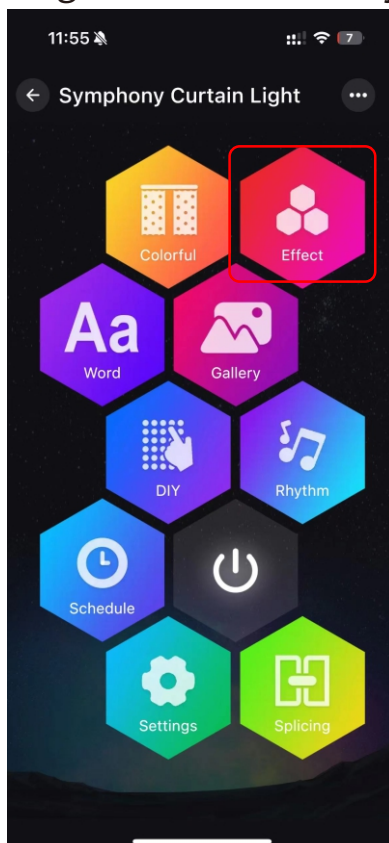 11:55
7
Symphony Curtain Light
Colorful
Effect
Aa
Word
Gallery
DIY
Rhythm
Schedule
Settings
Splicing